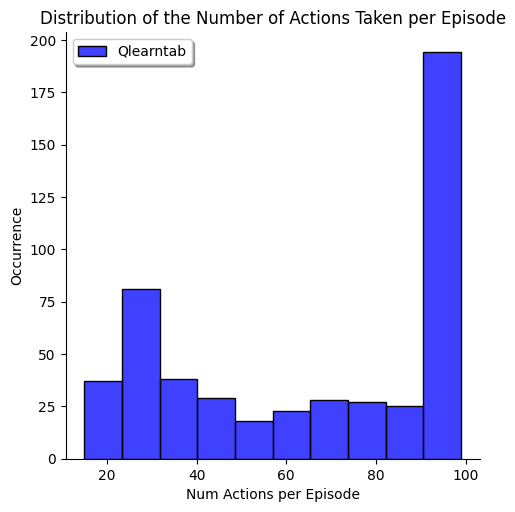 Distribution of the Number of Actions Taken per Episode
Qlearntab
200
175
150
125
100
75
50
25
0
Occurrence
20 40 60 80 100
Num Actions per Episode